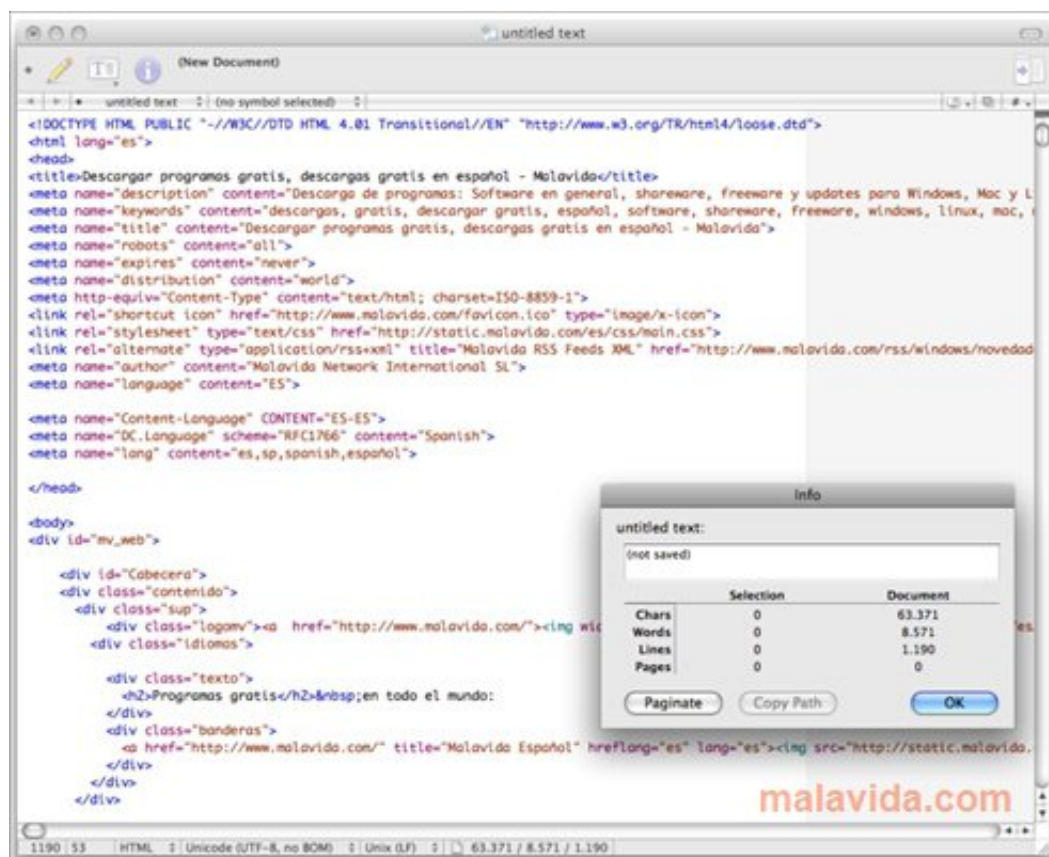 untitled text
(New Document)
untitled text (no symbol selected) #
<!DOCTYPE HTML PUBLIC "-//W3C//DTD HTML 4.01 Transitional//EN" "http://www.w3.org/TR/html4/loose.dtd">
<html lang="es">
<head>
<title>Descargar programas gratis, descargas gratis en español - Malavida</title>
<meta name="description" content="Descarga de programas: Software en general, shareware, freeware y updates para Windows, Mac y L
<meta name="keywords" content="descargas, gratis, descargar gratis, español, software, shareware, freeware, windows, linux, mac,
<meta name="title" content="Descargar programas gratis, descargas gratis en español - Malavida">
<meta name="robots" content="all">
<meta name="expires" content="never">
<meta name="distribution" content="world">
<meta http-equiv="Content-Type" content="text/html; charset=ISO-8859-1">
<link rel="shortcut icon" href="http://www.malavida.com/favicon.ico" type="image/x-icon">
<link rel="stylesheet" type="text/css" href="http://static.malavida.com/es/css/main.css">
<link rel="alternate" type="application/rss+xml" title="Malavida RSS Feeds XML" href="http://www.malavida.com/rss/windows/novedad
<meta name="author" content="Malavida Network International SL">
<meta name="language" content="ES">
<meta name="Content-Language" CONTENT="ES-ES">
<meta name="DC.Language" scheme="RFC1766" content="Spanish">
<meta name="lang" content="es,sp,spanish,español">
</head>
<body>
<div id="mv_web">
<div id="Cabecera">
<div class="contenido">
<div class="sup">
<div class="logomv"><a href="http://www.malavida.com/"><img wid
<div class="idiomas">
<div class="texto">
<h2>Programas gratis</h2>&nbsp;en todo el mundo:
</div>
<div class="banderas">
<a href="http://www.malavida.com/" title="Malavida Español" hreflang="es" lang="es"><img src="http://static.malavida.
</div>
</div>
</div>
Info
untitled text:
(not saved)
Selection Document
Chars 0 63.371
Words 0 8.571
Lines 0 1.190
Pages 0 0
Paginate Copy Path OK
malavida.com
1190 53 HTML Unicode (UTF-8, no BOM) Unix (LF) 63.371 / 8.571 / 1.190